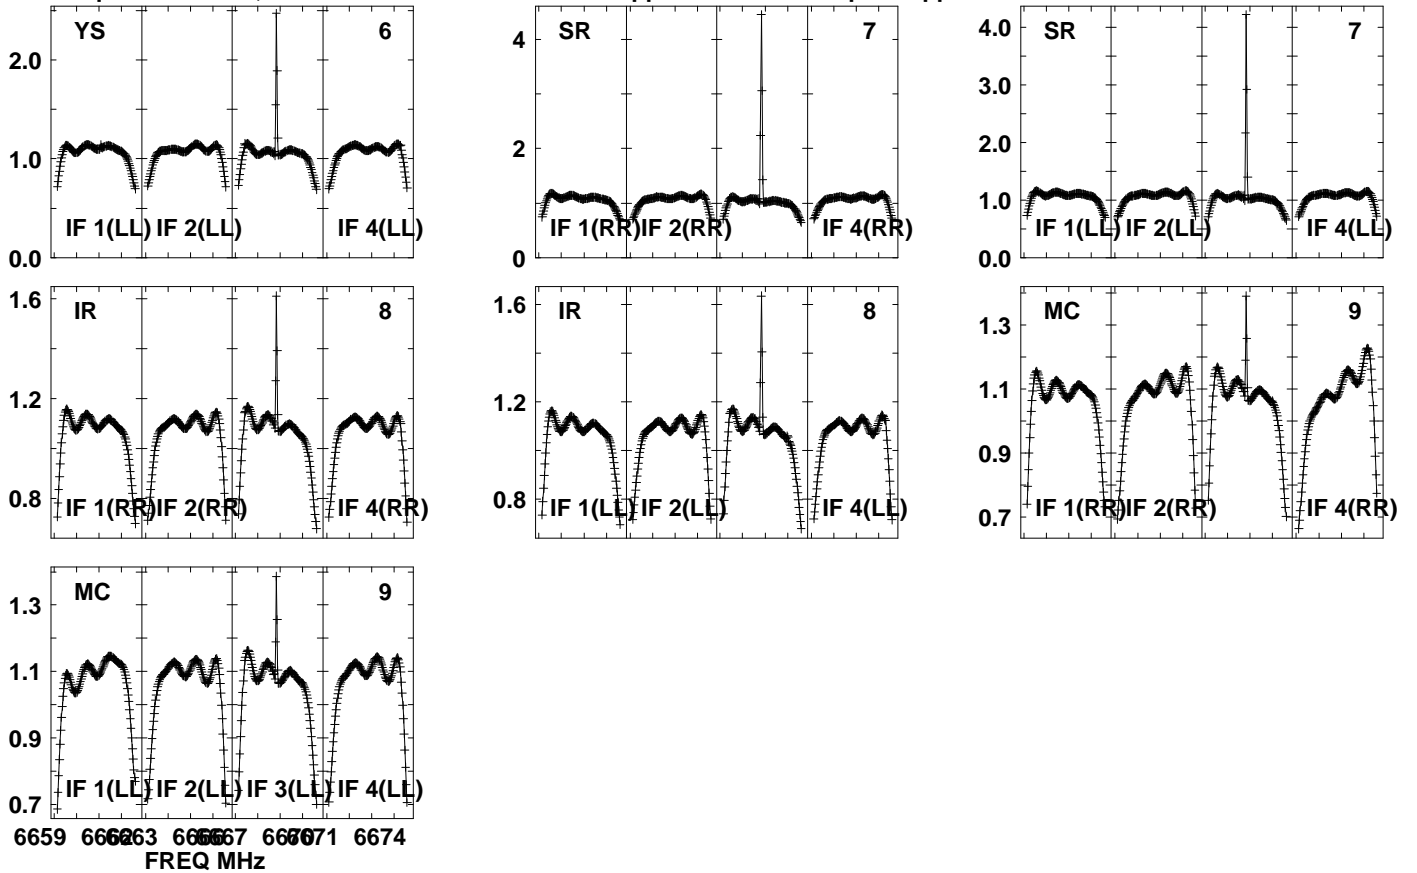 YS 6
2.0
1.0
0.0
IF 1(LL) IF 2(LL) IF 4(LL)
SR 7
4
2
0
IF 1(RR) IF 2(RR) IF 4(RR)
SR 7
4.0
3.0
2.0
1.0
0.0
IF 1(LL) IF 2(LL) IF 4(LL)
IR 8
1.6
1.2
0.8
IF 1(RR) IF 2(RR) IF 4(RR)
IR 8
1.6
1.2
0.8
IF 1(LL) IF 2(LL) IF 4(LL)
MC 9
1.3
1.1
0.9
0.7
IF 1(RR) IF 2(RR) IF 4(RR)
MC 9
1.3
1.1
0.9
0.7
IF 1(LL) IF 2(LL) IF 3(LL) IF 4(LL)
6659 6662 6663 6666 6667 6670 6671 6674
FREQ MHz